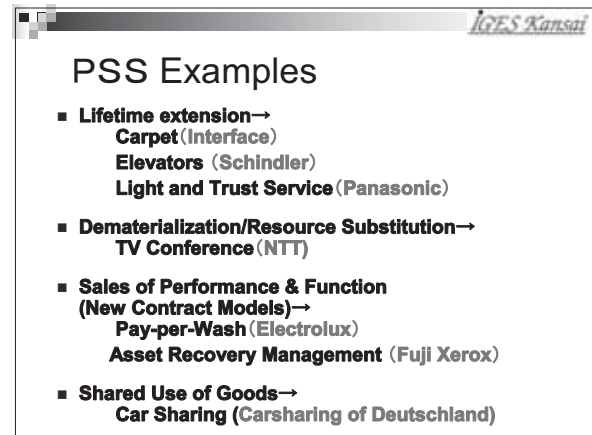 IGES Kansai
PSS Examples
■ Lifetime extension→
Carpet（Interface）
Elevators （Schindler）
Light and Trust Service（Panasonic）
■ Dematerialization/Resource Substitution→
TV Conference（NTT)
■ Sales of Performance & Function
(New Contract Models)→
Pay-per-Wash（Electrolux）
Asset Recovery Management （Fuji Xerox）
■ Shared Use of Goods→
Car Sharing (Carsharing of Deutschland)